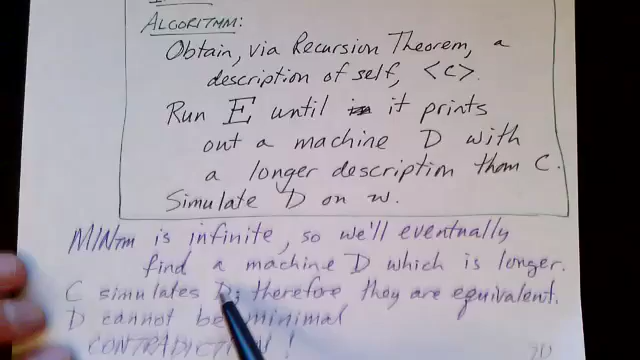 ALGORITHM:
Obtain, via Recursion Theorem, a
description of self, <C>.
Run E until it prints
out a machine D with
a longer description than C.
Simulate D on w.
MINTM is infinite, so we'll eventually
find a machine D which is longer.
C simulates D; therefore they are equivalent.
D cannot be minimal
CONTRADICTION!